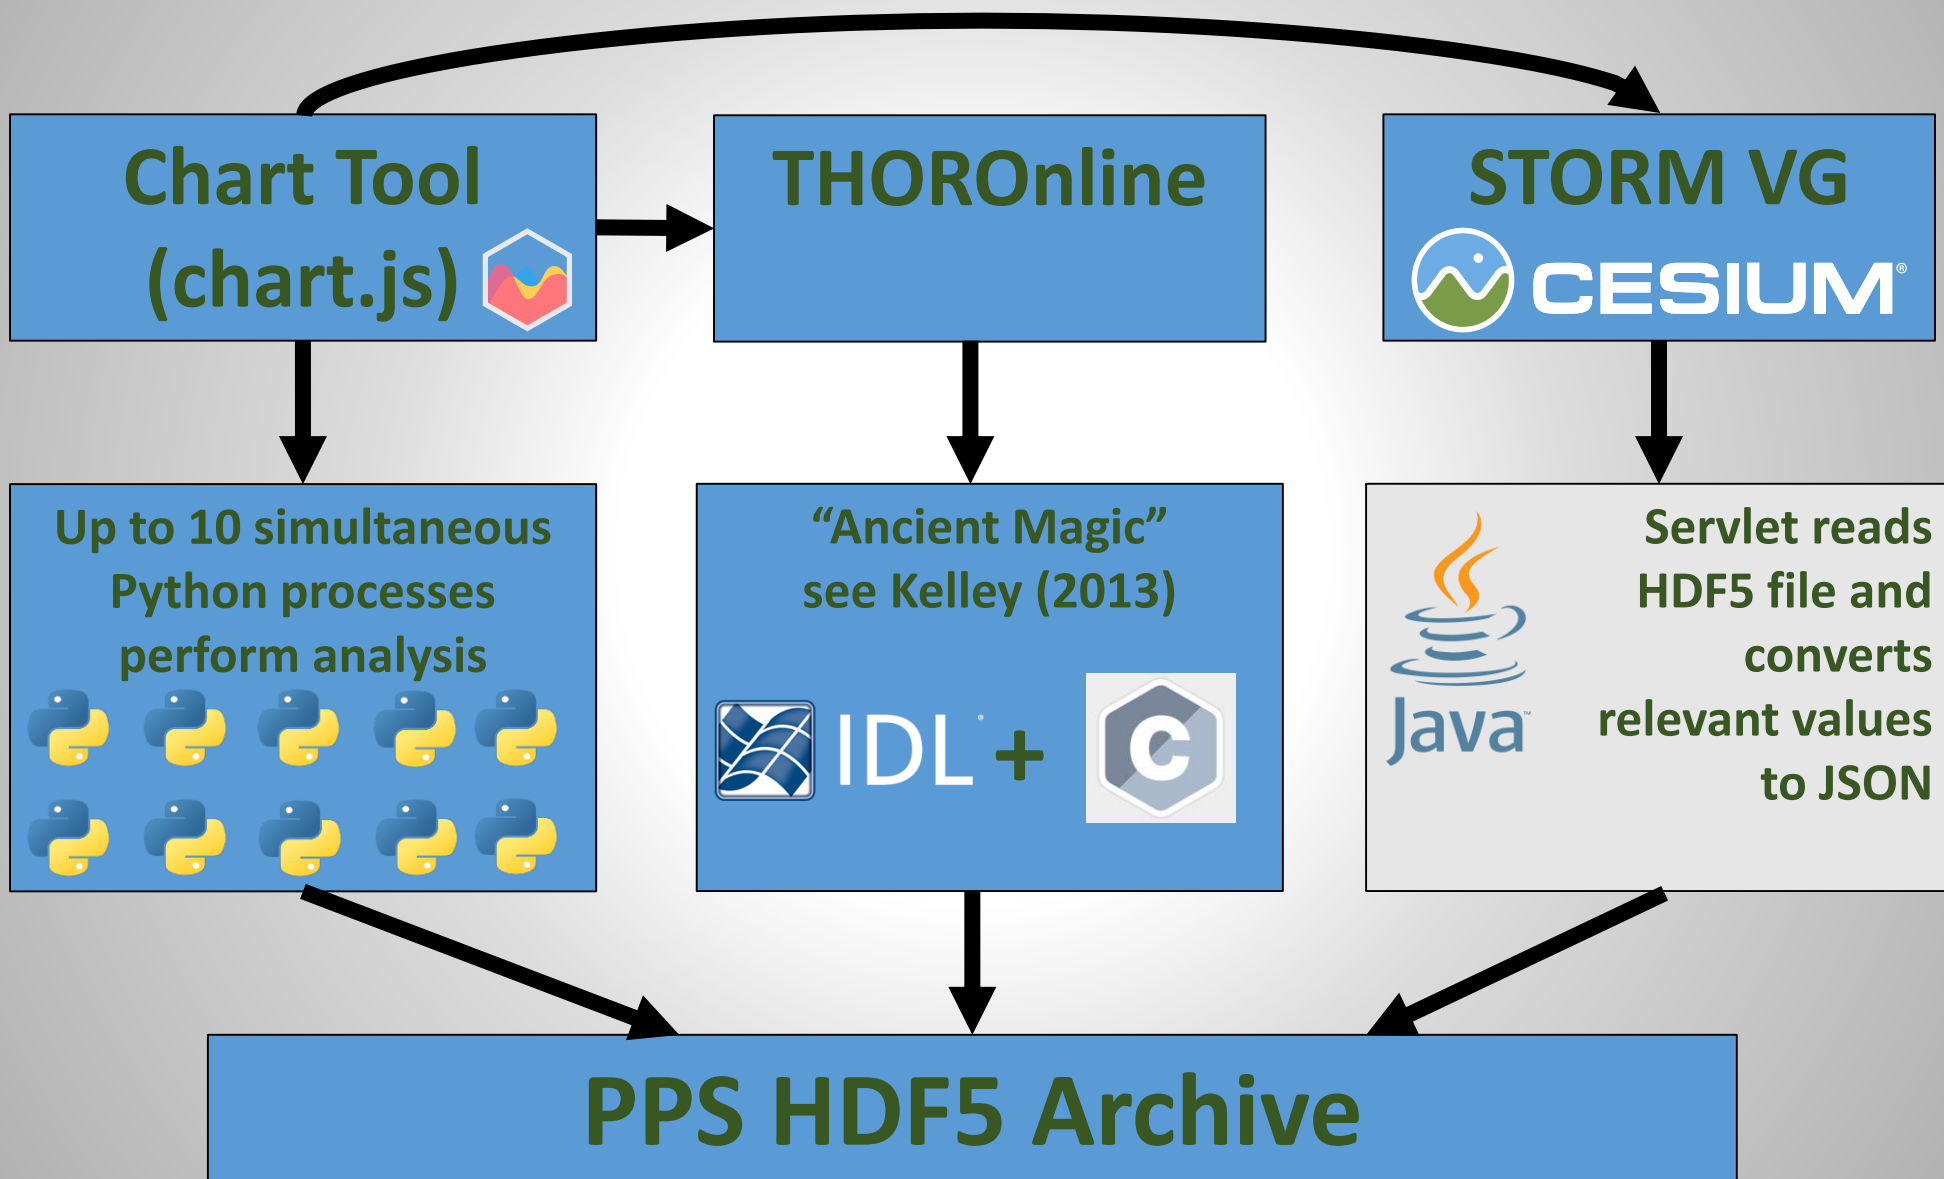 Chart Tool
(chart.js)
THOROnline
STORM VG
CESIUM®
Up to 10 simultaneous
Python processes
perform analysis
“Ancient Magic”
see Kelley (2013)
IDL® +
C
Java™
Servlet reads
HDF5 file and
converts
relevant values
to JSON
PPS HDF5 Archive